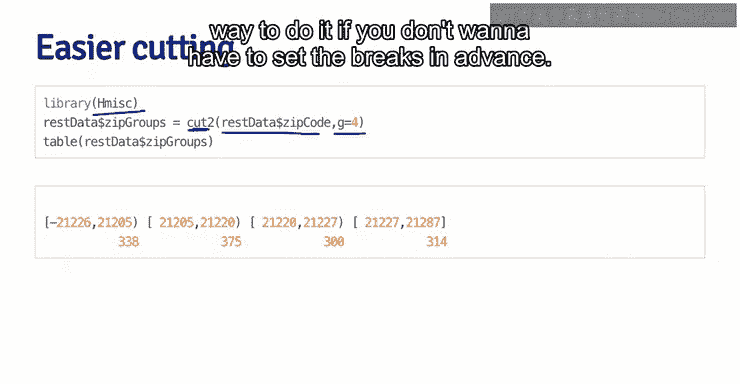 way to do it if you don't wanna
have to set the breaks in advance.
Easier cutting
library(Hmisc)
restData$zipGroups = cut2(restData$zipCode,g=4)
table(restData$zipGroups)
[-21226,21205) [ 21205,21220) [ 21220,21227) [ 21227,21287]
338 375 300 314